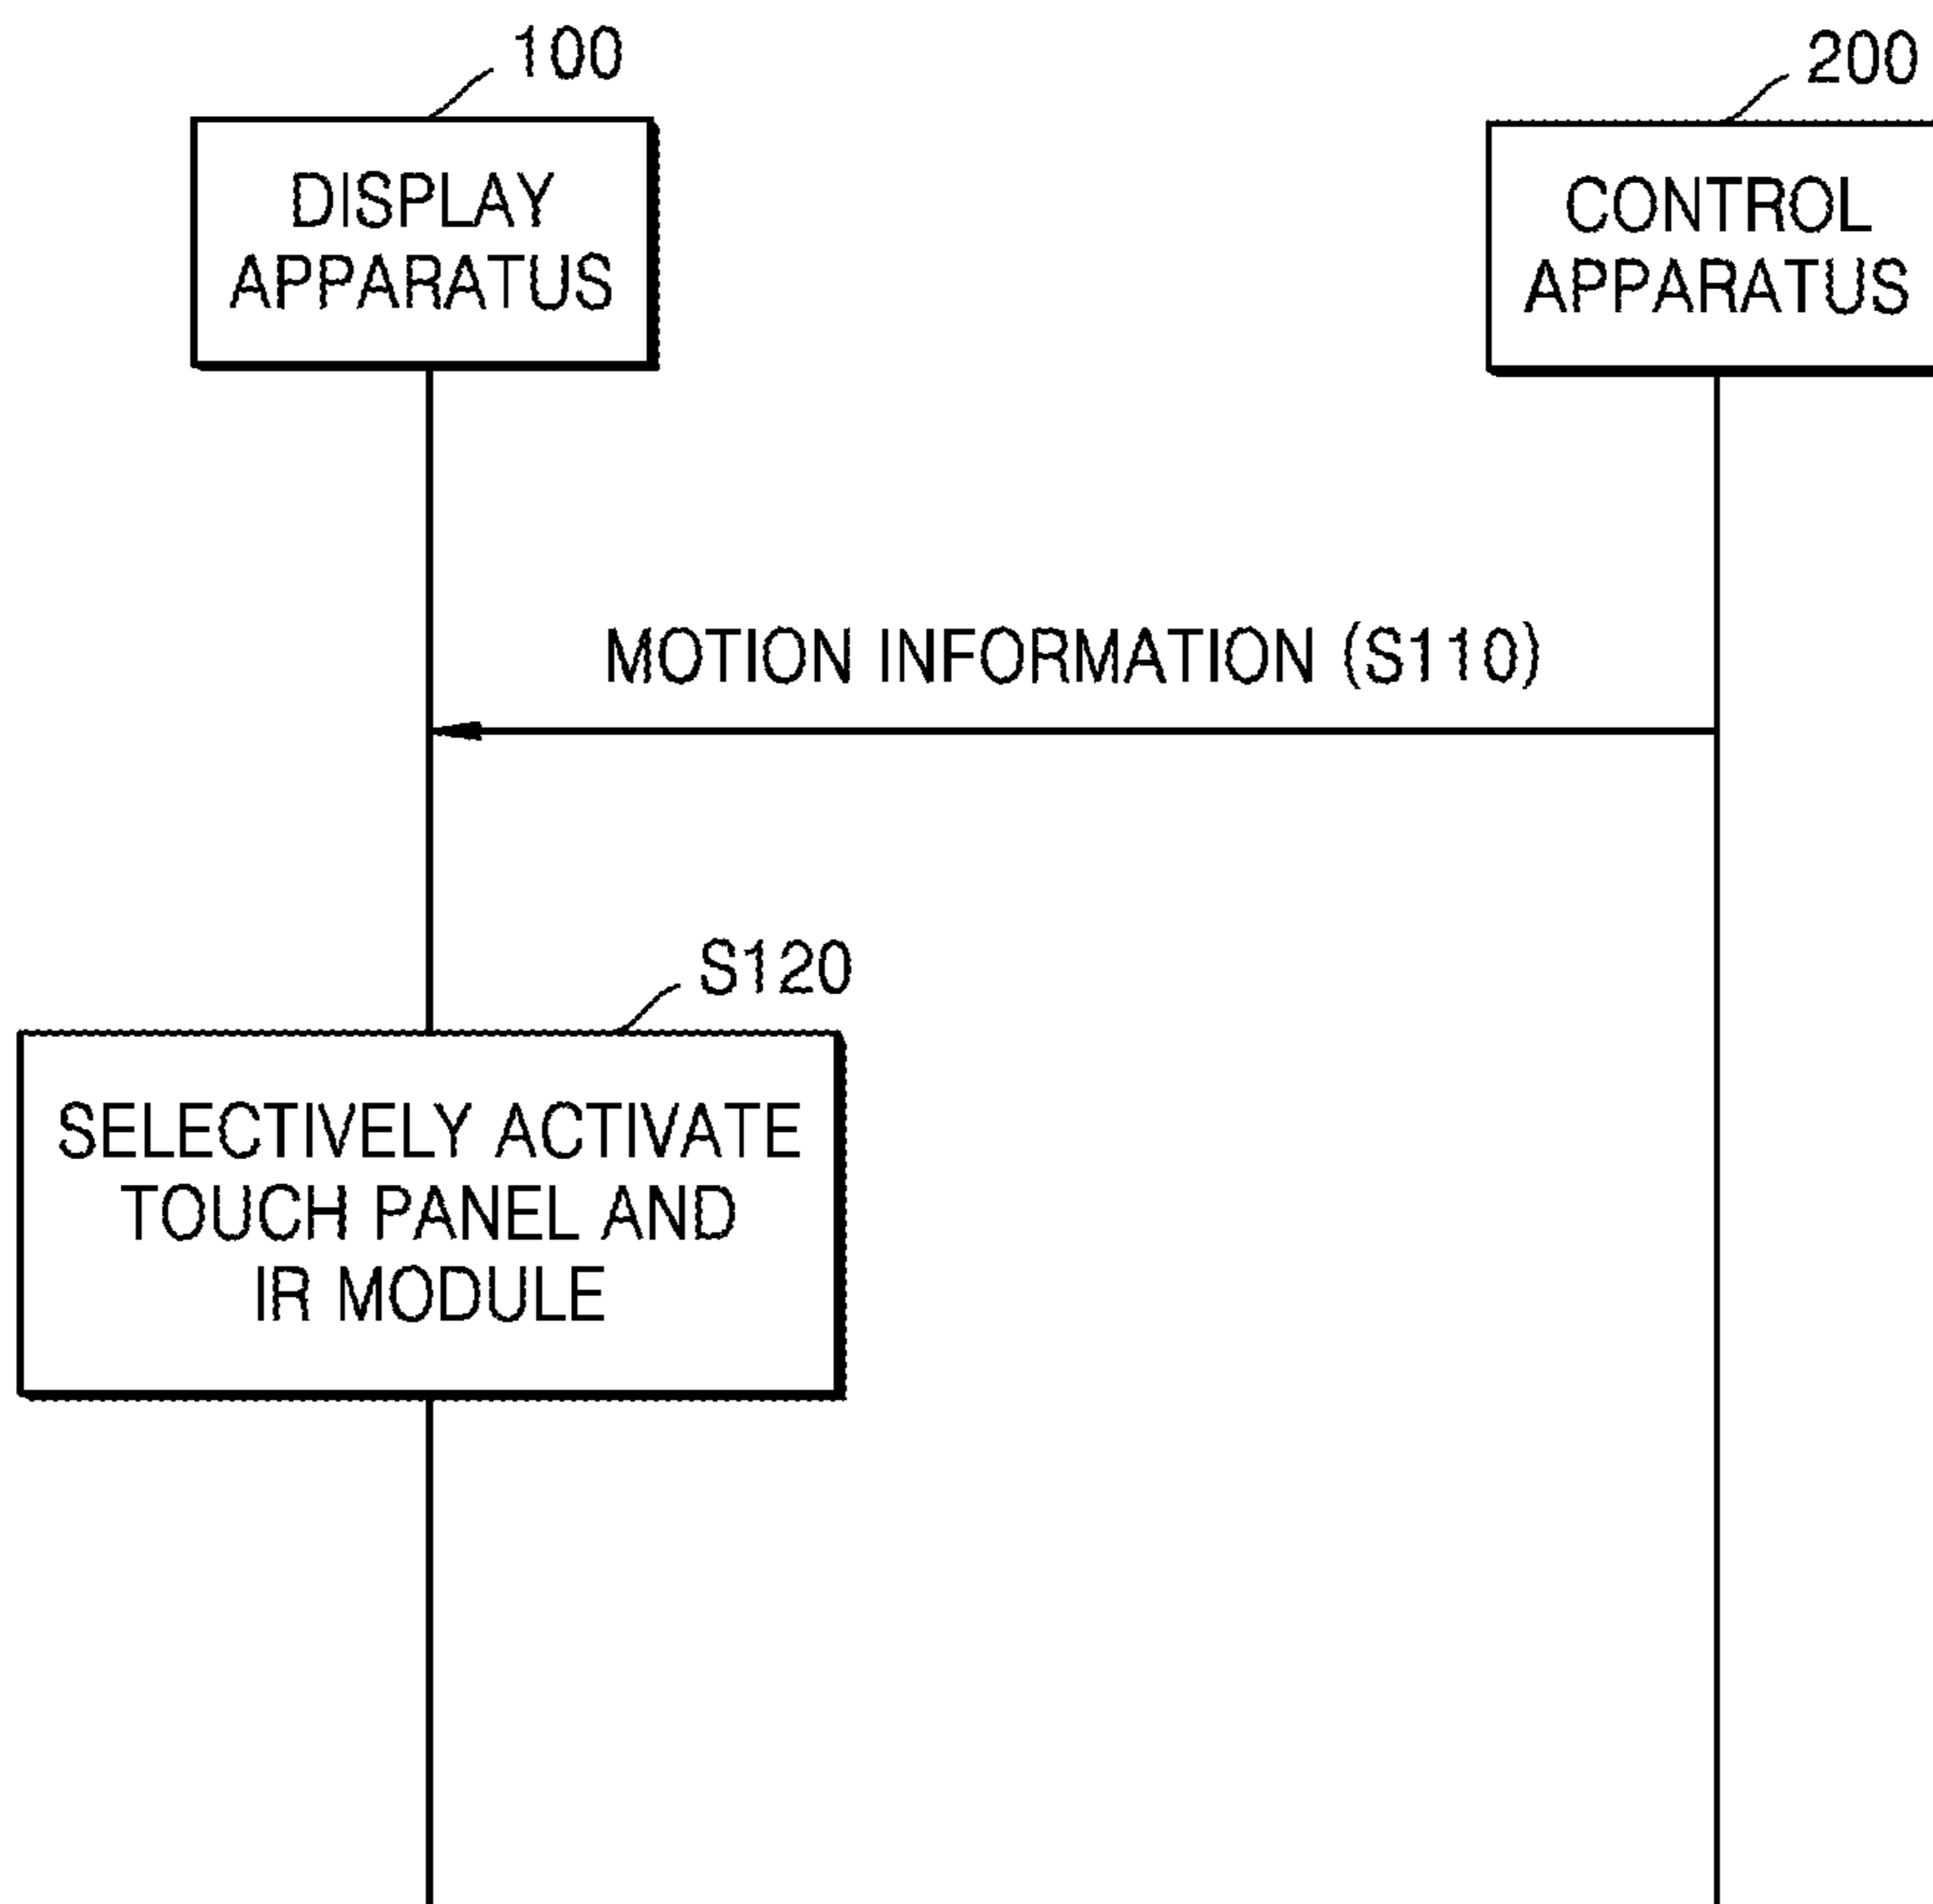 100
200
DISPLAY
APPARATUS
CONTROL
APPARATUS
MOTION INFORMATION (S110)
S120
SELECTIVELY ACTIVATE
TOUCH PANEL AND
IR MODULE